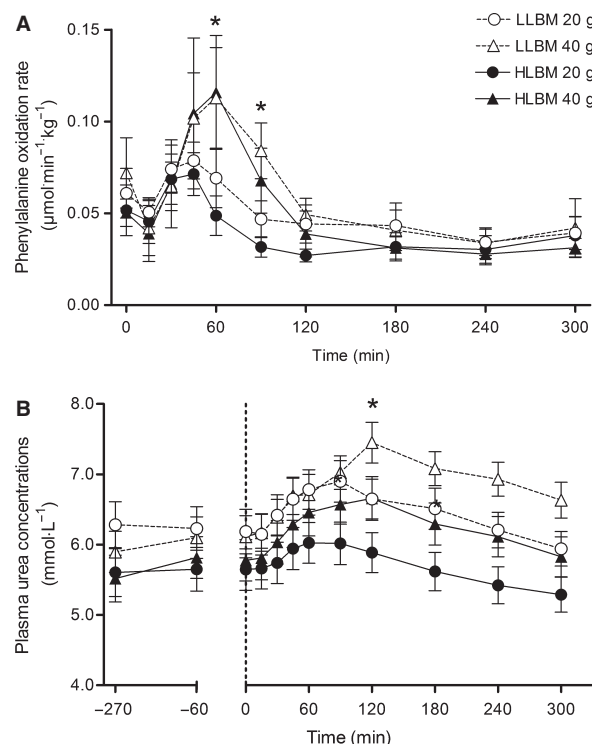 A
0.15
0.10
0.05
0.00
Phenylalanine oxidation rate
(µmol·min⁻¹·kg⁻¹)
*
*
LLBM 20 g
LLBM 40 g
HLBM 20 g
HLBM 40 g
0 60 120 180 240 300
Time (min)
B
8.0
7.0
6.0
5.0
4.0
Plasma urea concentrations
(mmol·L⁻¹)
*
*
*
−270 −60 0 60 120 180 240 300
Time (min)